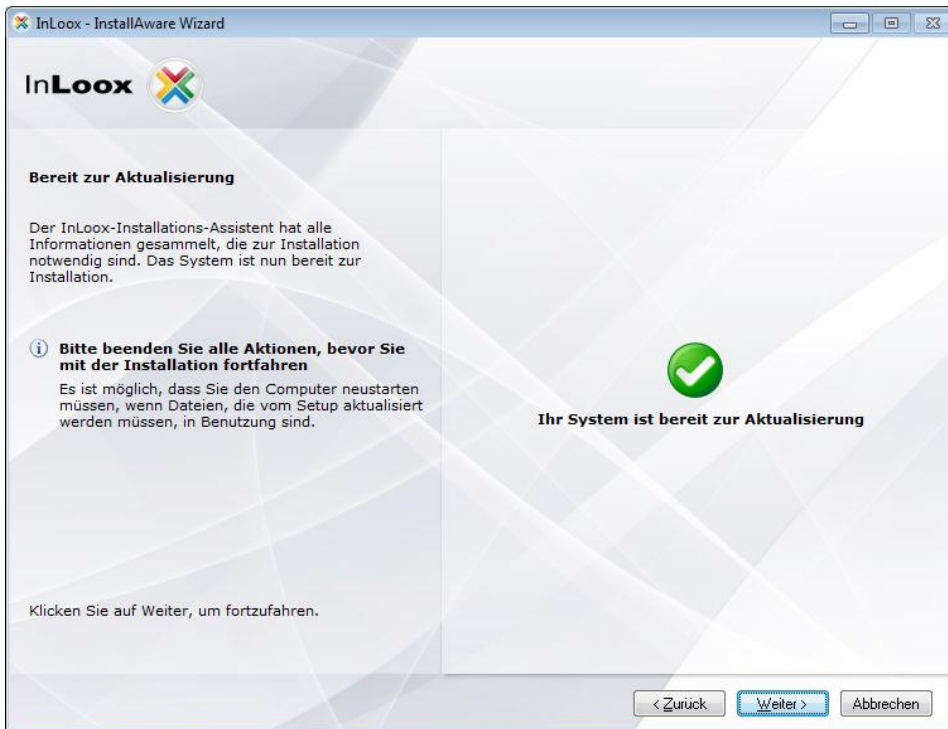 InLoox - InstallAware Wizard
InLoox
Bereit zur Aktualisierung
Der InLoox-Installations-Assistent hat alle
Informationen gesammelt, die zur Installation
notwendig sind. Das System ist nun bereit zur
Installation.
Bitte beenden Sie alle Aktionen, bevor Sie
mit der Installation fortfahren
Es ist möglich, dass Sie den Computer neustarten
müssen, wenn Dateien, die vom Setup aktualisiert
werden müssen, in Benutzung sind.
Ihr System ist bereit zur Aktualisierung
Klicken Sie auf Weiter, um fortzufahren.
< Zurück
Weiter >
Abbrechen